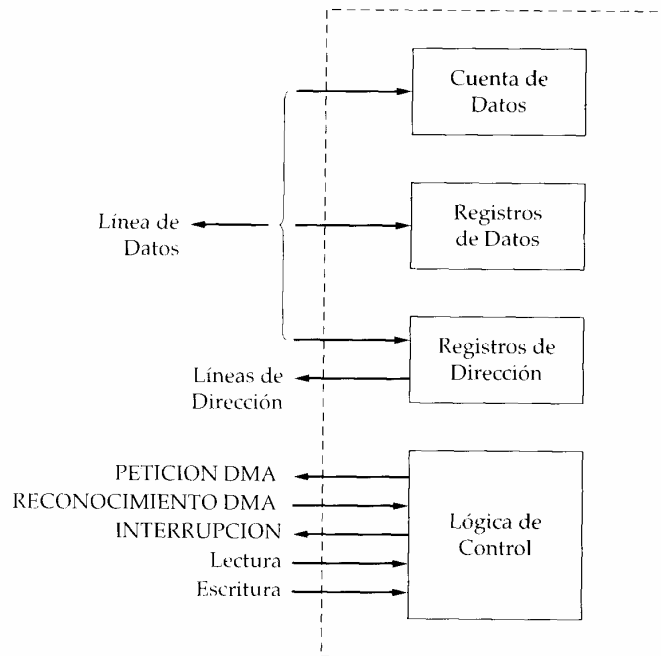 Cuenta de
Datos
Línea de
Datos
Registros
de Datos
Registros de
Dirección
Líneas de
Dirección
PETICION DMA
RECONOCIMIENTO DMA
INTERRUPCION
Lectura
Escritura
Lógica de
Control